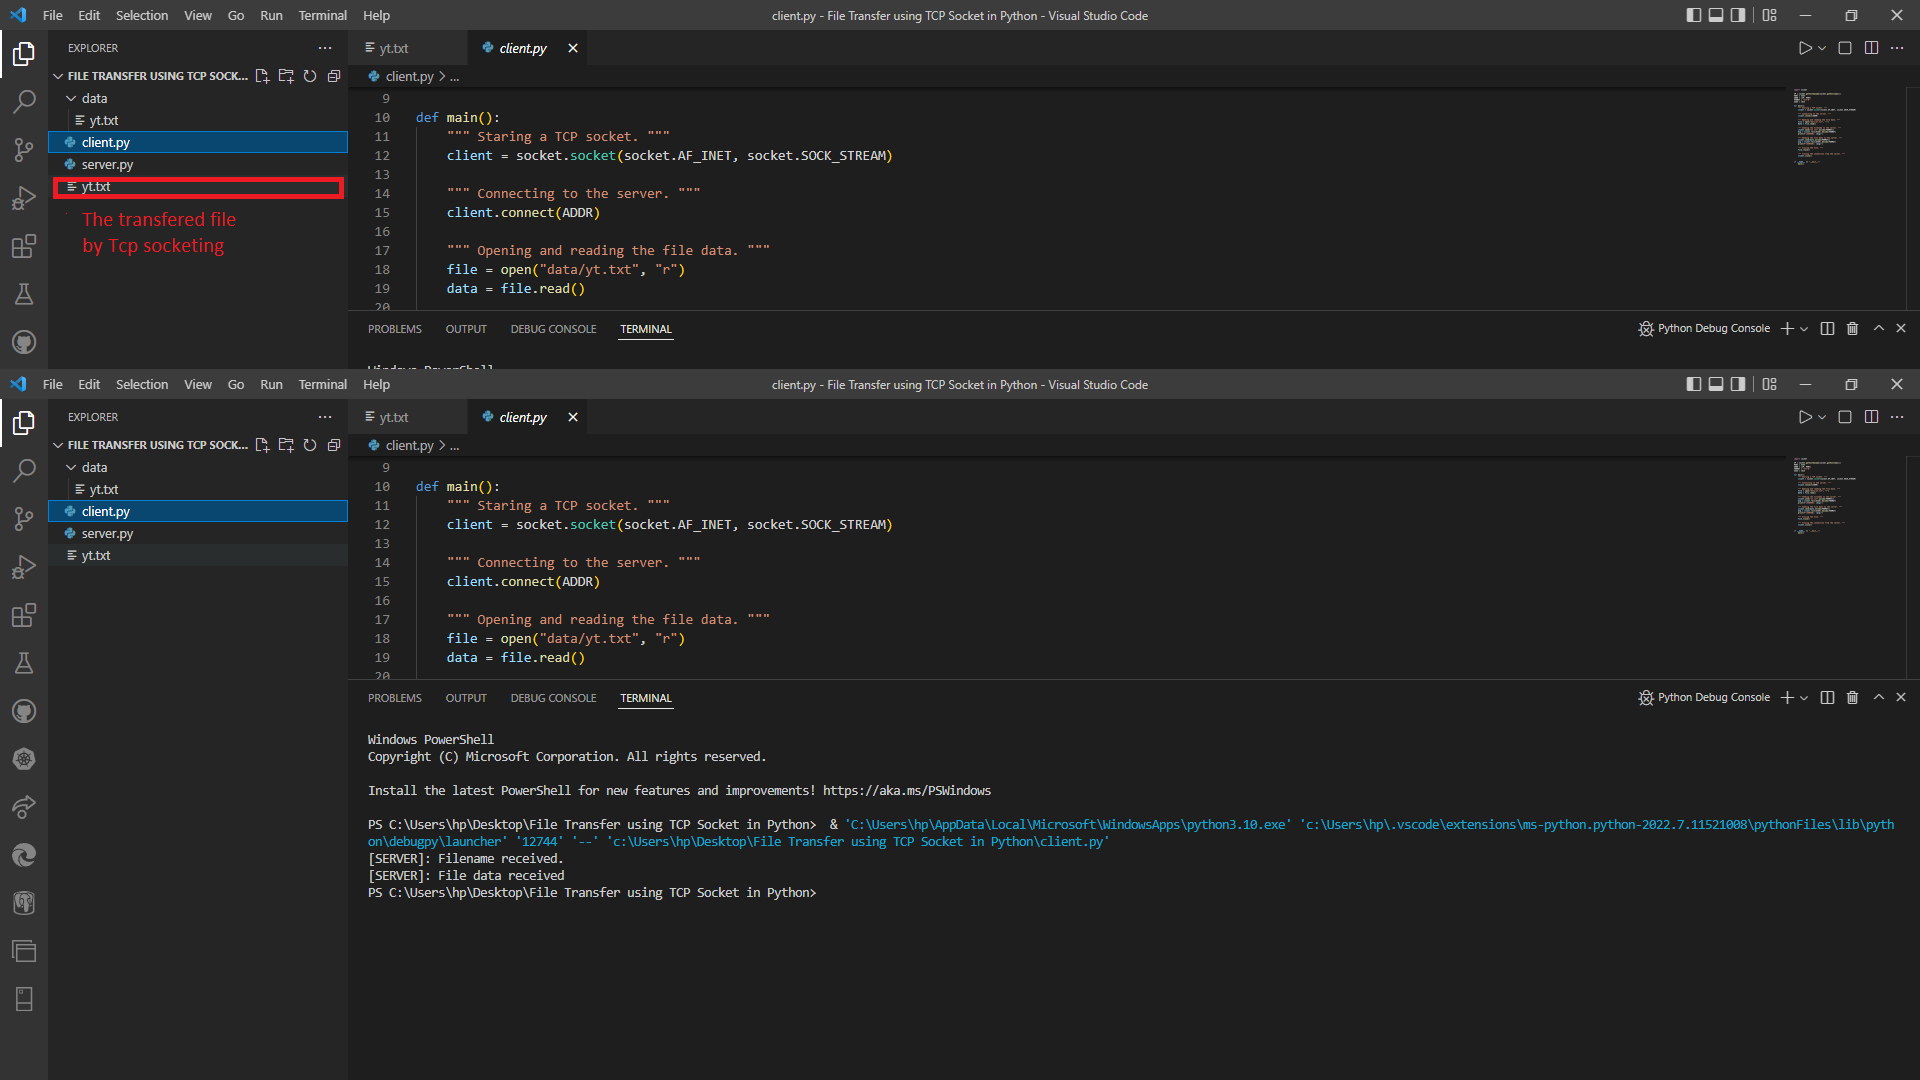 File Edit Selection View Go Run Terminal Help client.py - File Transfer using TCP Socket in Python - Visual Studio Code
EXPLORER
FILE TRANSFER USING TCP SOCK...
data
yt.txt
client.py
server.py
yt.txt
The transfered file
by Tcp socketing
yt.txt client.py
client.py > ...
9
10 def main():
11 """ Staring a TCP socket. """
12 client = socket.socket(socket.AF_INET, socket.SOCK_STREAM)
13
14 """ Connecting to the server. """
15 client.connect(ADDR)
16
17 """ Opening and reading the file data. """
18 file = open("data/yt.txt", "r")
19 data = file.read()
20
PROBLEMS OUTPUT DEBUG CONSOLE TERMINAL Python Debug Console
Windows PowerShell
File Edit Selection View Go Run Terminal Help client.py - File Transfer using TCP Socket in Python - Visual Studio Code
EXPLORER
FILE TRANSFER USING TCP SOCK...
data
yt.txt
client.py
server.py
yt.txt
yt.txt client.py
client.py > ...
9
10 def main():
11 """ Staring a TCP socket. """
12 client = socket.socket(socket.AF_INET, socket.SOCK_STREAM)
13
14 """ Connecting to the server. """
15 client.connect(ADDR)
16
17 """ Opening and reading the file data. """
18 file = open("data/yt.txt", "r")
19 data = file.read()
20
PROBLEMS OUTPUT DEBUG CONSOLE TERMINAL Python Debug Console
Windows PowerShell
Copyright (C) Microsoft Corporation. All rights reserved.
Install the latest PowerShell for new features and improvements! https://aka.ms/PSWindows
PS C:\Users\hp\Desktop\File Transfer using TCP Socket in Python> & 'C:\Users\hp\AppData\Local\Microsoft\WindowsApps\python3.10.exe' 'c:\Users\hp\.vscode\extensions\ms-python.python-2022.7.11521008\pythonFiles\lib\pyth
on\debugpy\launcher' '12744' '--' 'c:\Users\hp\Desktop\File Transfer using TCP Socket in Python\client.py'
[SERVER]: Filename received.
[SERVER]: File data received
PS C:\Users\hp\Desktop\File Transfer using TCP Socket in Python>